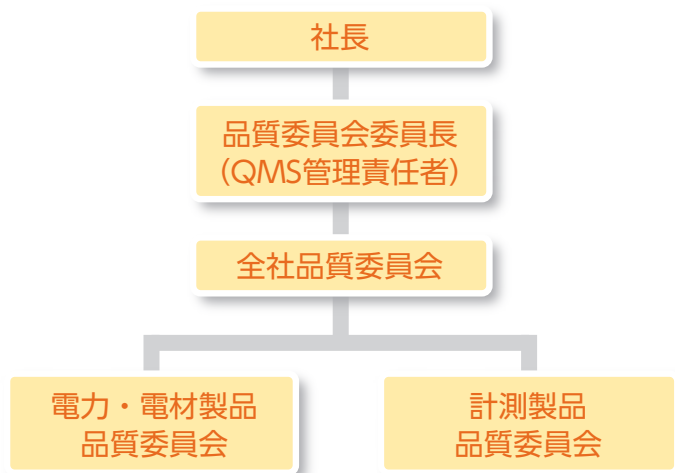 社長
品質委員会委員長
（QMS管理責任者）
全社品質委員会
電力・電材製品
品質委員会
計測製品
品質委員会